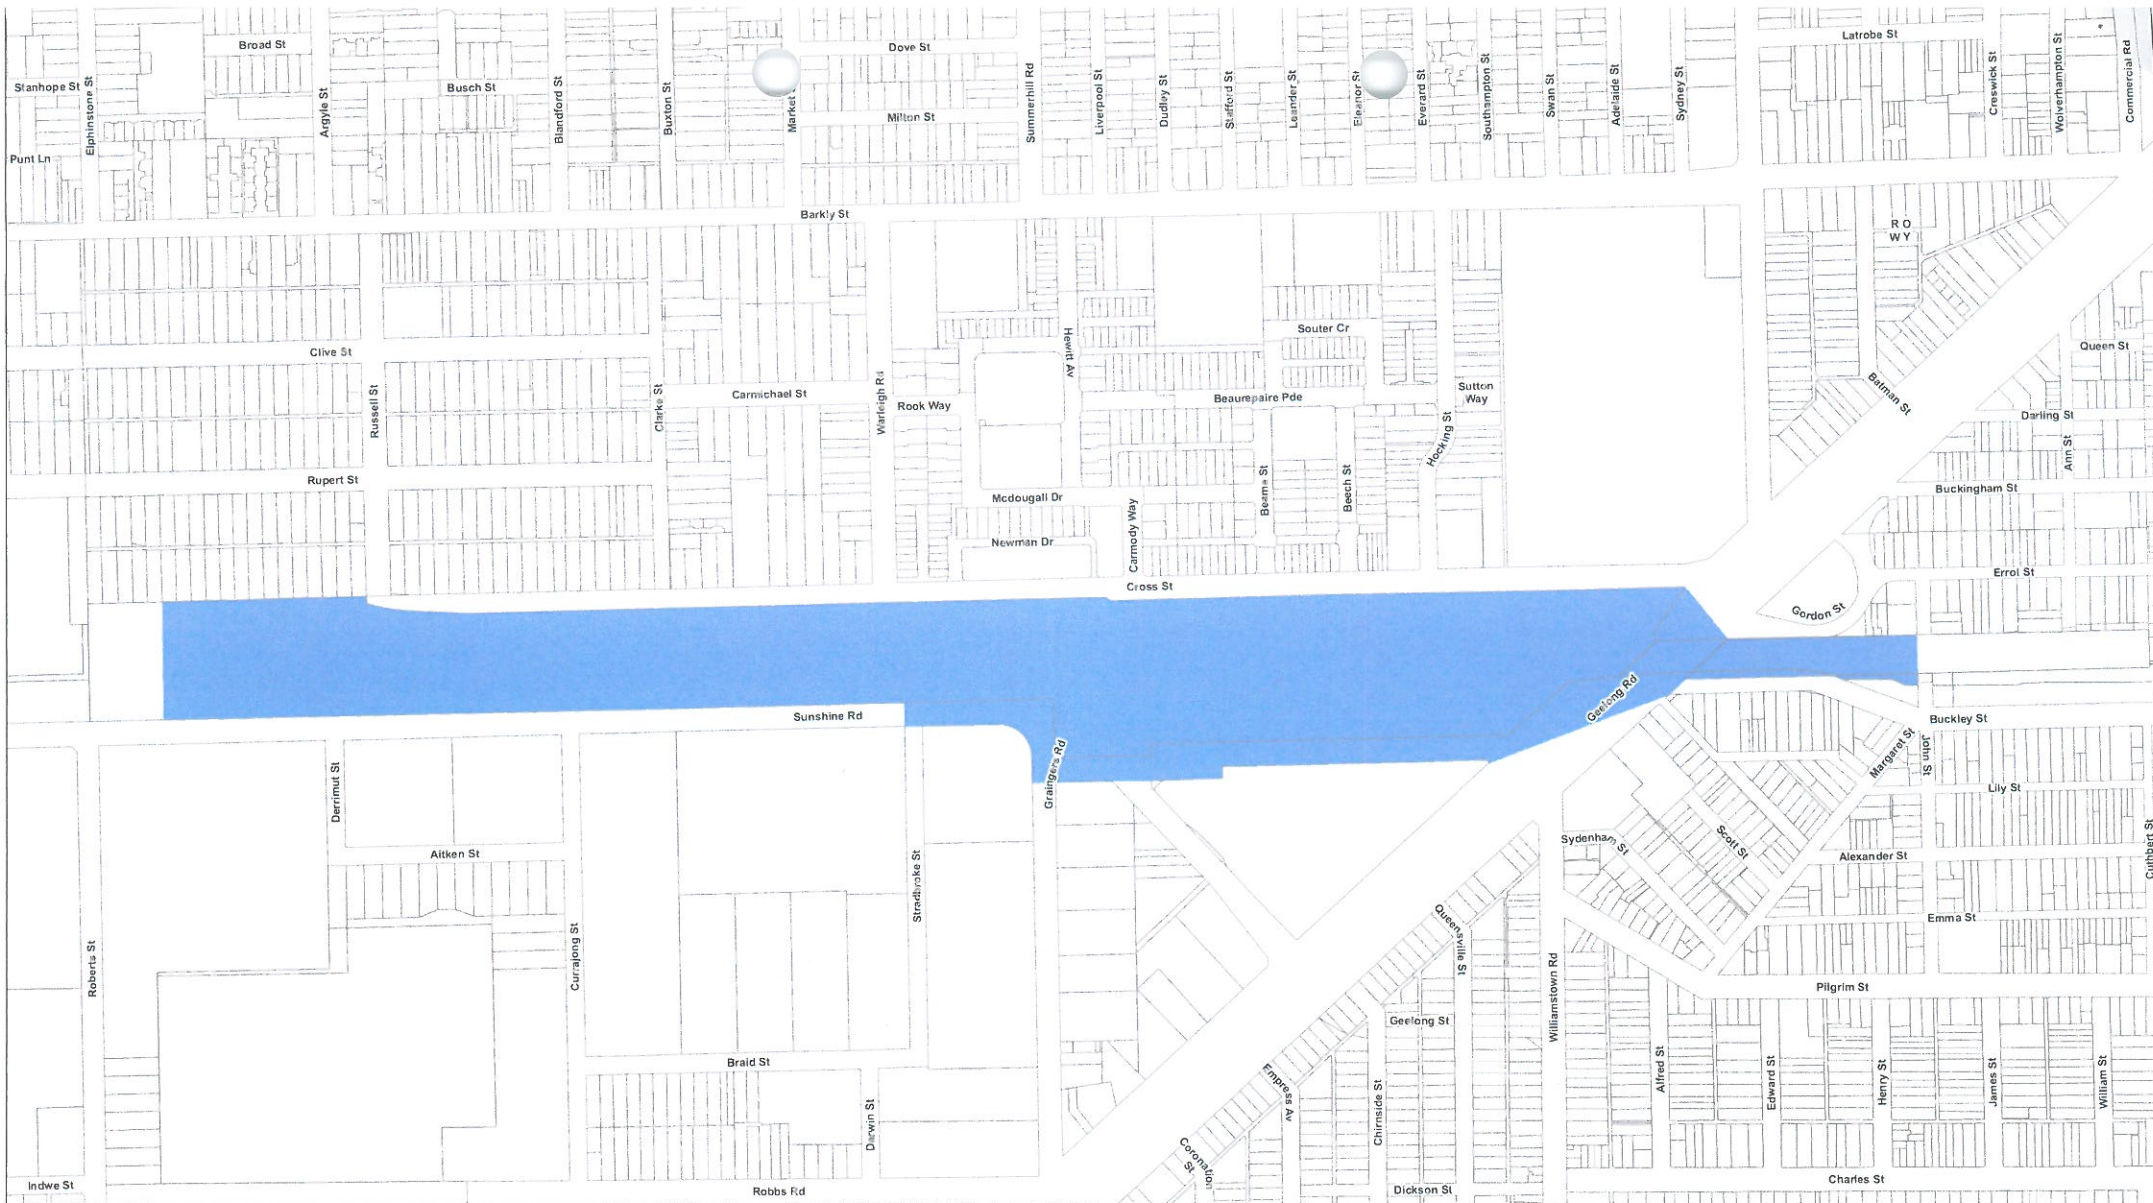 Broad St
Dove St
Latrobe St
Stanhope St
Elphinstone St
Argyle St
Busch St
Blandford St
Buxton St
Market
Milton St
Summerhill Rd
Liverpool St
Dudley St
Stafford St
Leander St
Eleanor St
Everard St
Southampton St
Swan St
Adelaide St
Sydney St
Creswick St
Wolverhampton St
Commercial Rd
Punt Ln
Barkly St
R O
W Y
Clive St
Russell St
Clarke St
Carmichael St
Warleigh Rd
Rook Way
Hewitt Av
Souter Cr
Beaurepaire Pde
Sutton
Way
Hocking St
Batman St
Queen St
Darling St
Ann St
Rupert St
Mcdougall Dr
Newman Dr
Carmody Way
Beame St
Beech St
Buckingham St
Cross St
Errol St
Gordon St
Sunshine Rd
Geelong Rd
Buckley St
Margaret St
John St
Graingers Rd
Derrimut St
Lily St
Aitken St
Sydenham St
Scott St
Alexander St
Cuthbert St
Stradbroke St
Queensville St
Emma St
Roberts St
Currajong St
Williamstown Rd
Pilgrim St
Geelong St
Braid St
Empress Av
Chirnside St
Alfred St
Edward St
Henry St
James St
William St
Darwin St
Coronation
St
Indwe St
Robbs Rd
Dickson St
Charles St